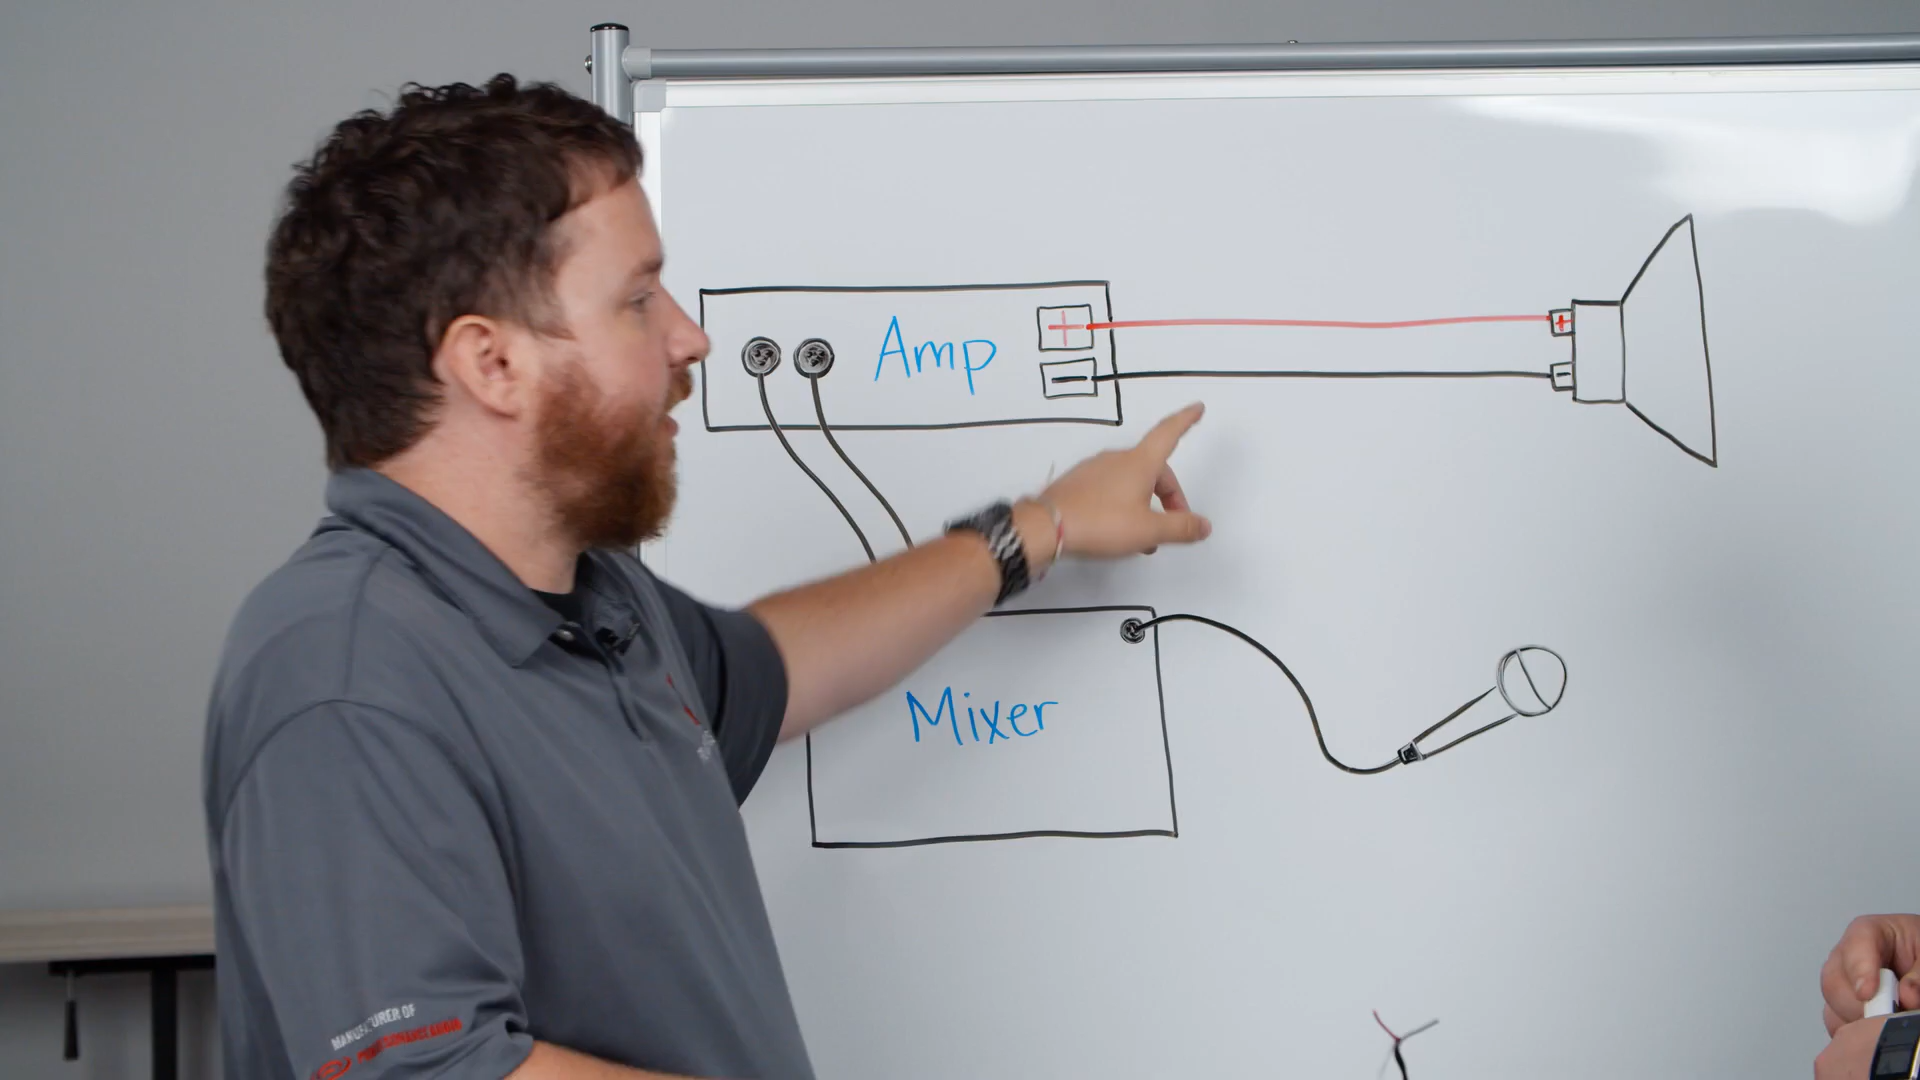 Amp
+ +
- -
Mixer
MANUFACTURER OF